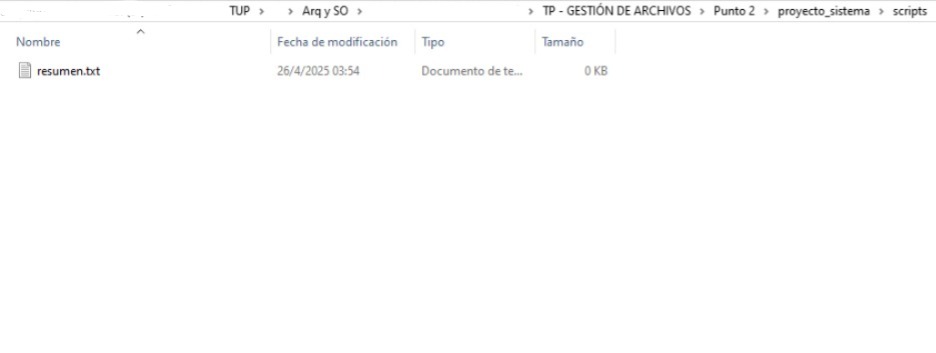 TUP > > Arq y SO > > TP - GESTIÓN DE ARCHIVOS > Punto 2 > proyecto_sistema > scripts
Nombre Fecha de modificación Tipo Tamaño
resumen.txt 26/4/2025 03:54 Documento de te... 0 KB